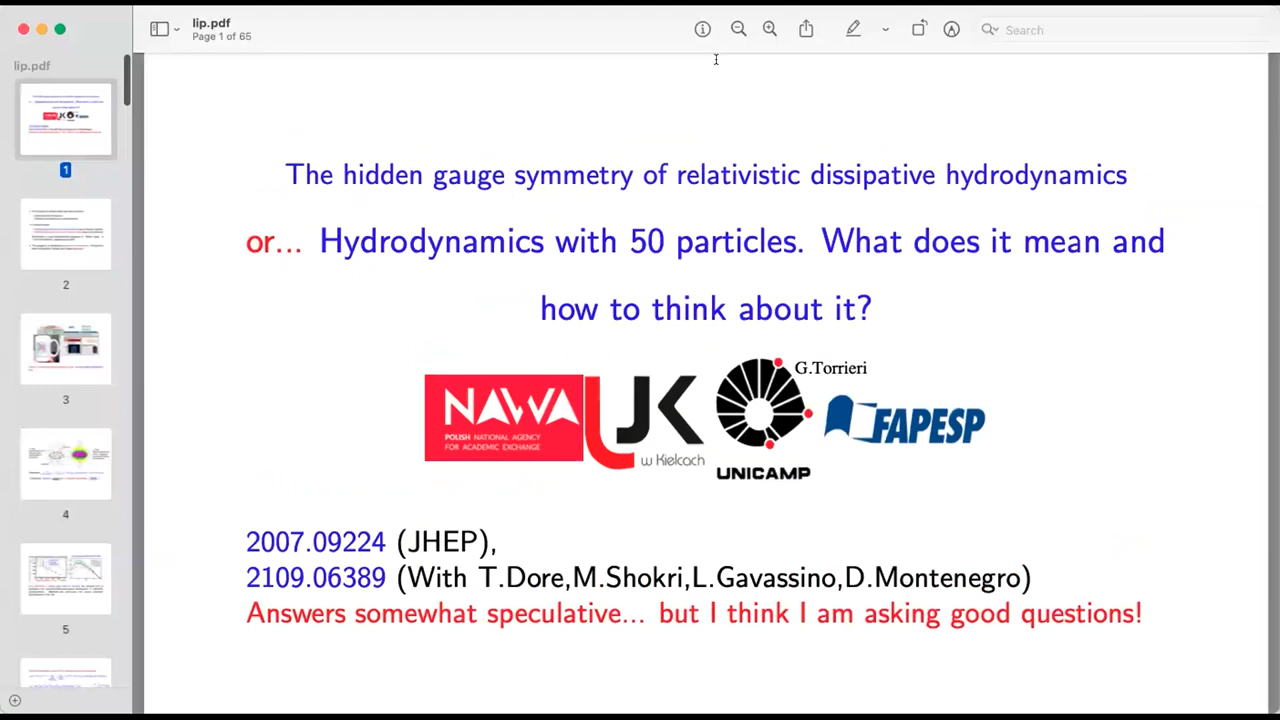 lip.pdf
Page 1 of 65
Search
lip.pdf
1
2
3
4
5
The hidden gauge symmetry of relativistic dissipative hydrodynamics
or... Hydrodynamics with 50 particles. What does it mean and
how to think about it?
G.Torrieri
NAWA
POLISH NATIONAL AGENCY
FOR ACADEMIC EXCHANGE
UJK
w Kielcach
UNICAMP
FAPESP
2007.09224 (JHEP),
2109.06389 (With T.Dore,M.Shokri,L.Gavassino,D.Montenegro)
Answers somewhat speculative... but I think I am asking good questions!